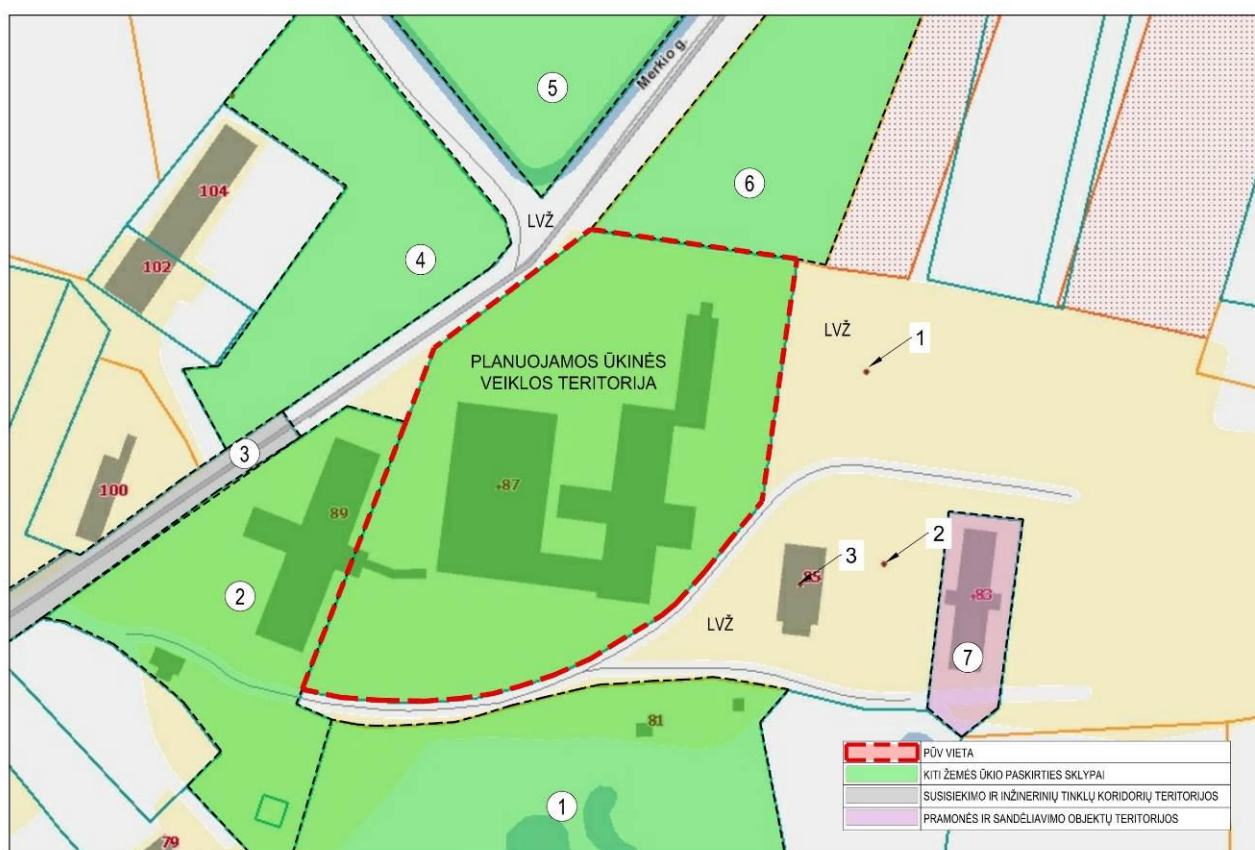 Merkio g.
5
6
104
LVŽ
4
102
LVŽ
1
PLANUOJAMOS ŪKINĖS
VEIKLOS TERITORIJA
3
100
87
89
2
3
85
2
83
LVŽ
7
81
1
79
PŪV VIETA
KITI ŽEMĖS ŪKIO PASKIRTIES SKLYPAI
SUSISIEKIMO IR INŽINERINIŲ TINKLŲ KORIDORIŲ TERITORIJOS
PRAMONĖS IR SANDĖLIAVIMO OBJEKTŲ TERITORIJOS